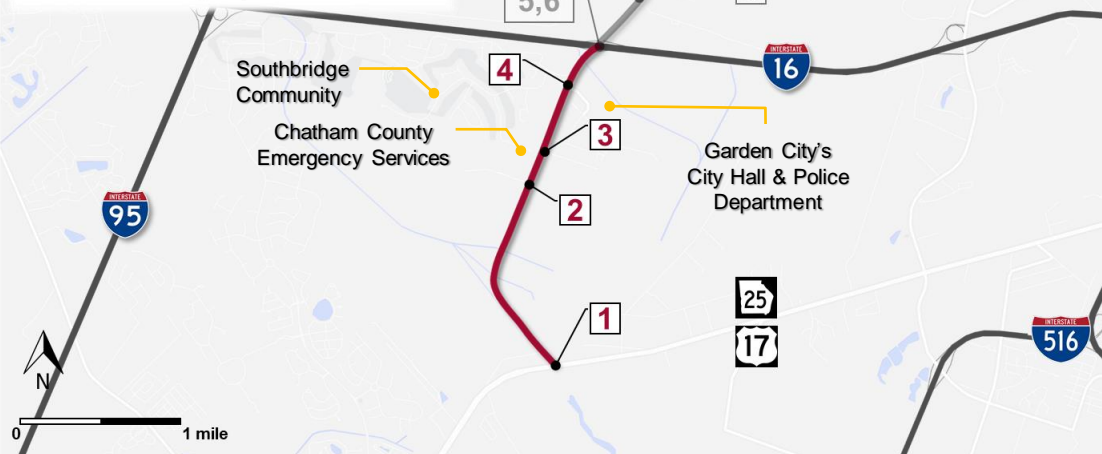 5,6
INTERSTATE
16
4
Southbridge
Community
3
Chatham County
Emergency Services
Garden City's
City Hall & Police
Department
INTERSTATE
95
2
25
1
INTERSTATE
516
17
N
0
1 mile